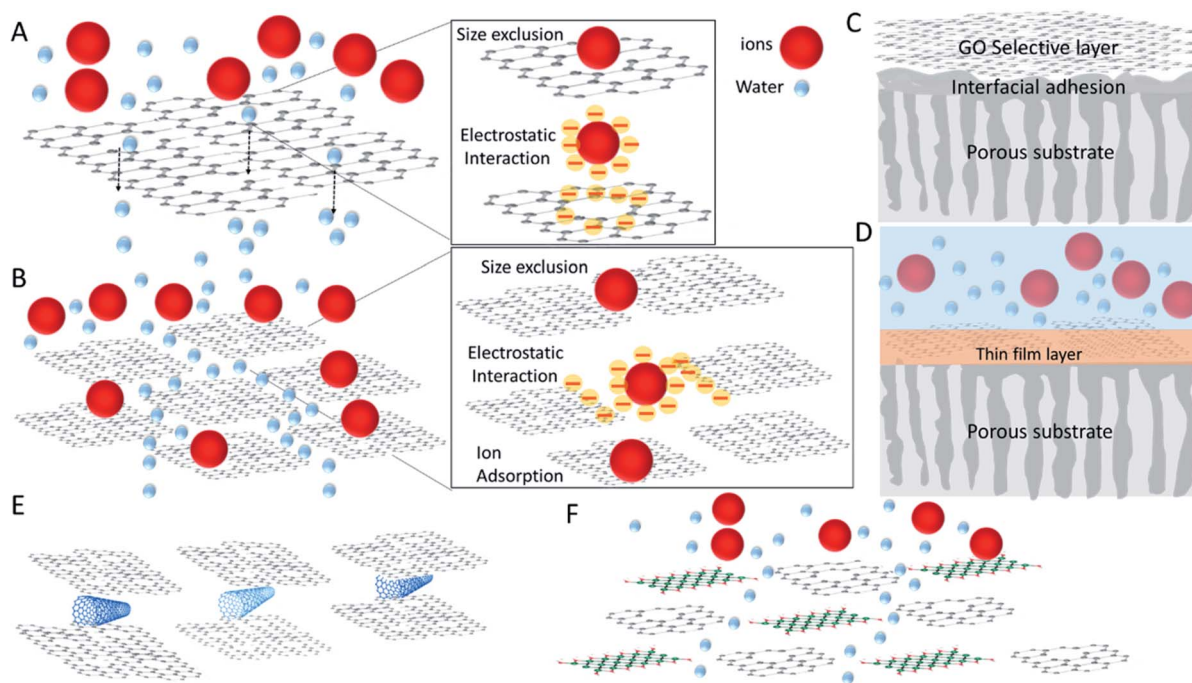 A
Size exclusion
Electrostatic
Interaction
ions
Water
C
GO Selective layer
Interfacial adhesion
Porous substrate
B
Size exclusion
Electrostatic
Interaction
Ion
Adsorption
D
Thin film layer
Porous substrate
E
F